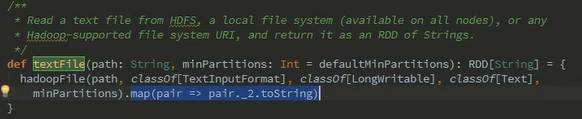 /**
* Read a text file from HDFS, a local file system (available on all nodes), or any
* Hadoop-supported file system URI, and return it as an RDD of Strings.
*/
def textFile(path: String, minPartitions: Int = defaultMinPartitions): RDD[String] = {
hadoopFile(path, classOf[TextInputFormat], classOf[LongWritable], classOf[Text],
minPartitions).map(pair => pair._2.toString)
}